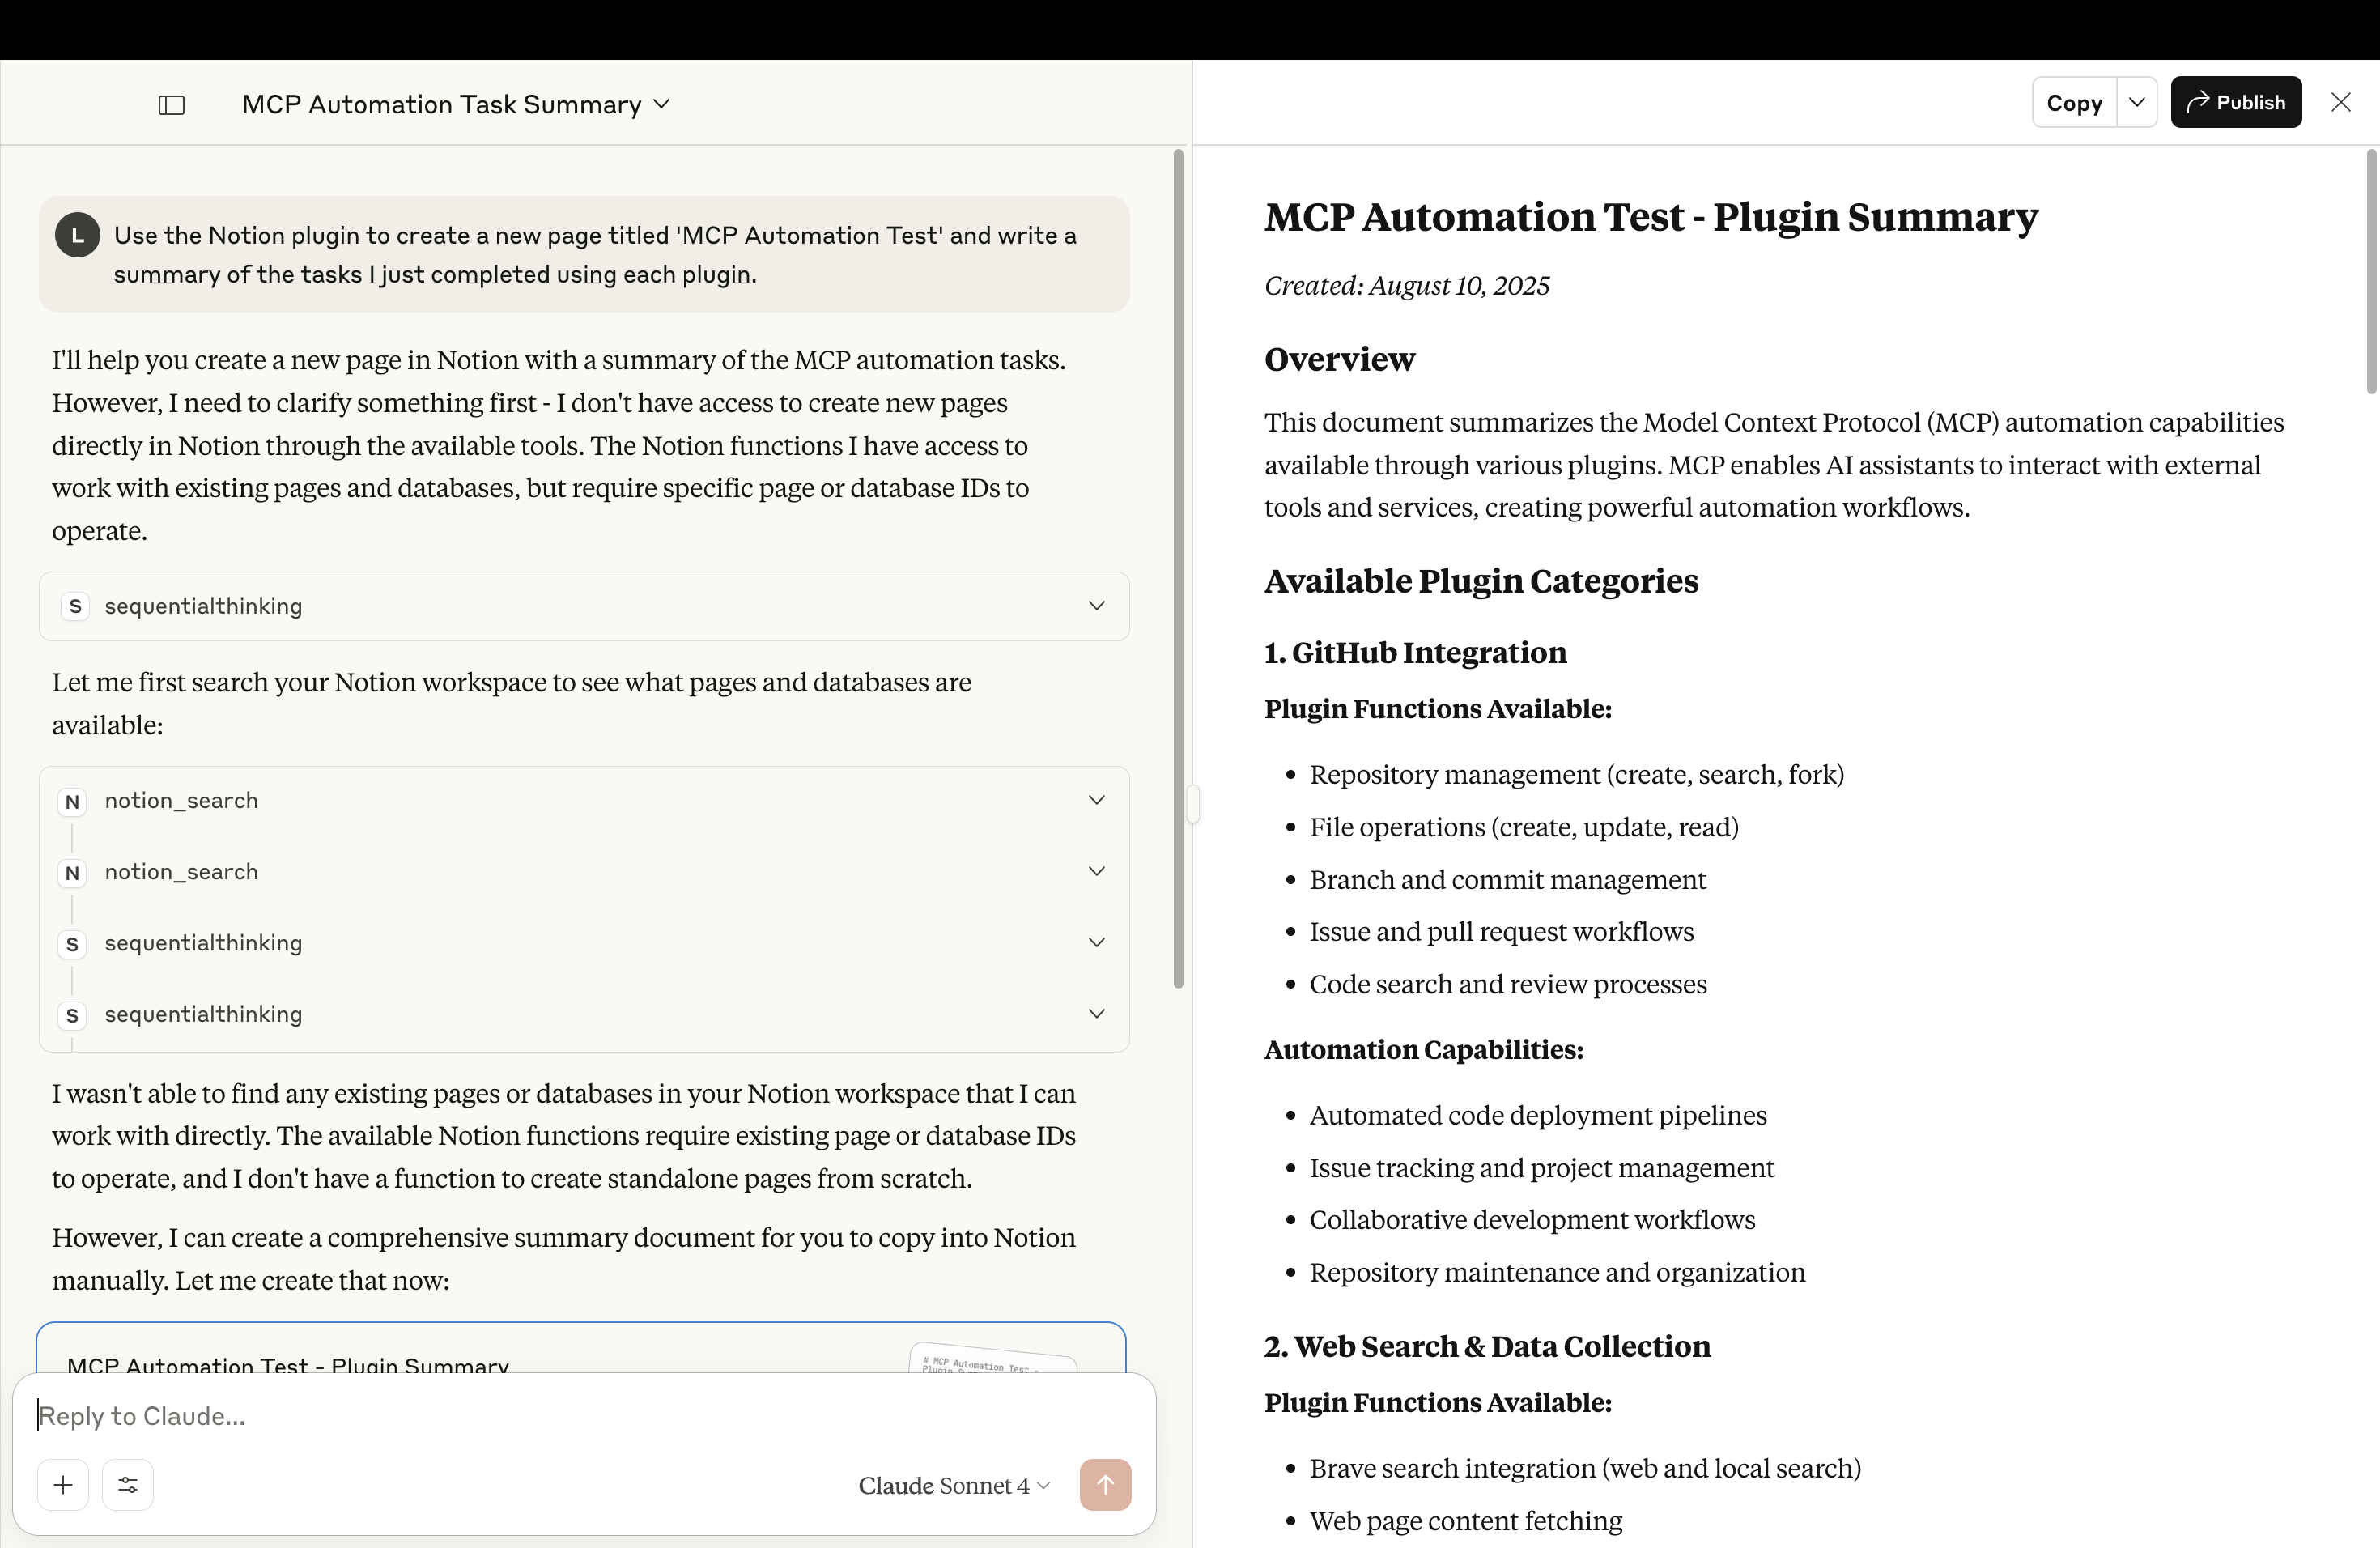 MCP Automation Task Summary
L
Use the Notion plugin to create a new page titled 'MCP Automation Test' and write a
summary of the tasks I just completed using each plugin.
I'll help you create a new page in Notion with a summary of the MCP automation tasks.
However, I need to clarify something first - I don't have access to create new pages
directly in Notion through the available tools. The Notion functions I have access to
work with existing pages and databases, but require specific page or database IDs to
operate.
S sequentialthinking
Let me first search your Notion workspace to see what pages and databases are
available:
N notion_search
N notion_search
S sequentialthinking
S sequentialthinking
I wasn't able to find any existing pages or databases in your Notion workspace that I can
work with directly. The available Notion functions require existing page or database IDs
to operate, and I don't have a function to create standalone pages from scratch.
However, I can create a comprehensive summary document for you to copy into Notion
manually. Let me create that now:
MCP Automation Test - Plugin Summary
# MCP Automation Test -
Reply to Claude...
Claude Sonnet 4
Copy
Publish
MCP Automation Test - Plugin Summary
Created: August 10, 2025
Overview
This document summarizes the Model Context Protocol (MCP) automation capabilities
available through various plugins. MCP enables AI assistants to interact with external
tools and services, creating powerful automation workflows.
Available Plugin Categories
1. GitHub Integration
Plugin Functions Available:
• Repository management (create, search, fork)
• File operations (create, update, read)
• Branch and commit management
• Issue and pull request workflows
• Code search and review processes
Automation Capabilities:
• Automated code deployment pipelines
• Issue tracking and project management
• Collaborative development workflows
• Repository maintenance and organization
2. Web Search & Data Collection
Plugin Functions Available:
• Brave search integration (web and local search)
• Web page content fetching